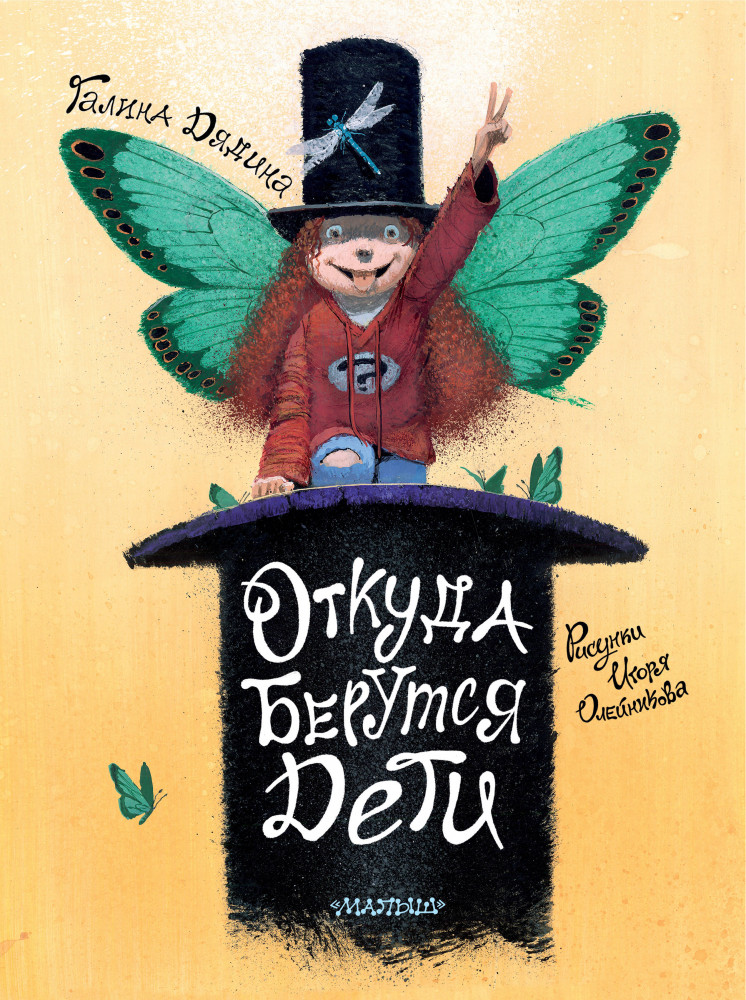 Галина Дядина
Откуда
Берутся
Дети
Рисунки
Игоря
Олейникова
«МАЛЫШ»